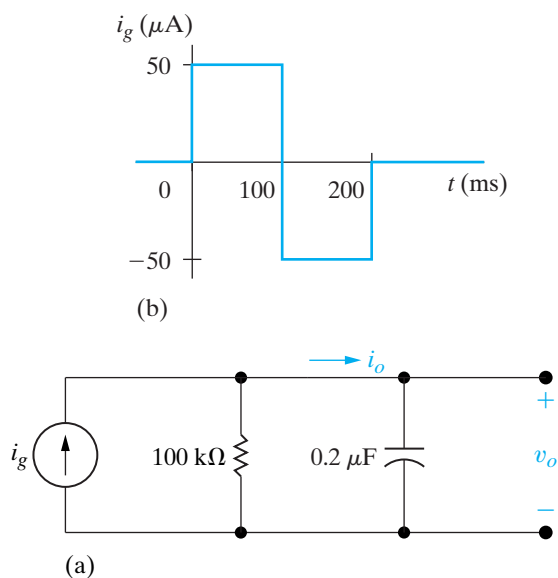 i_g (μA)
50
0
100
200
t (ms)
−50
(b)
i_o
i_g
100 kΩ
0.2 μF
+
v_o
−
(a)